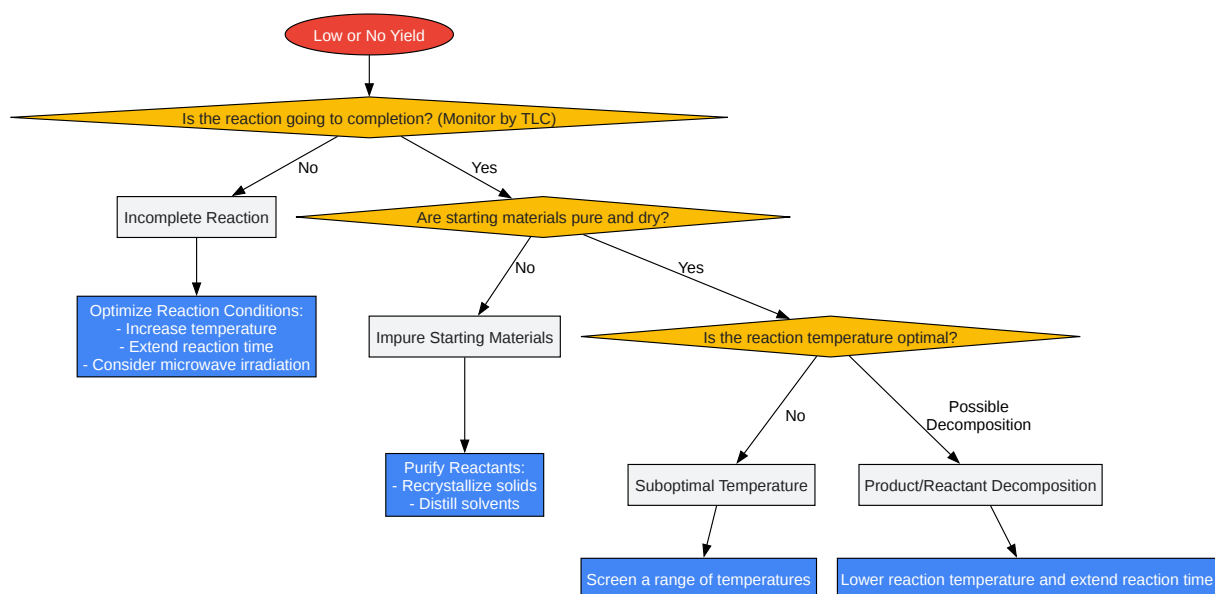 Low or No Yield
Is the reaction going to completion? (Monitor by TLC)
No
Yes
Incomplete Reaction
Are starting materials pure and dry?
No
Yes
Optimize Reaction Conditions:
- Increase temperature
- Extend reaction time
- Consider microwave irradiation
Impure Starting Materials
Is the reaction temperature optimal?
No
Possible
Decomposition
Purify Reactants:
- Recrystallize solids
- Distill solvents
Suboptimal Temperature
Product/Reactant Decomposition
Screen a range of temperatures
Lower reaction temperature and extend reaction time